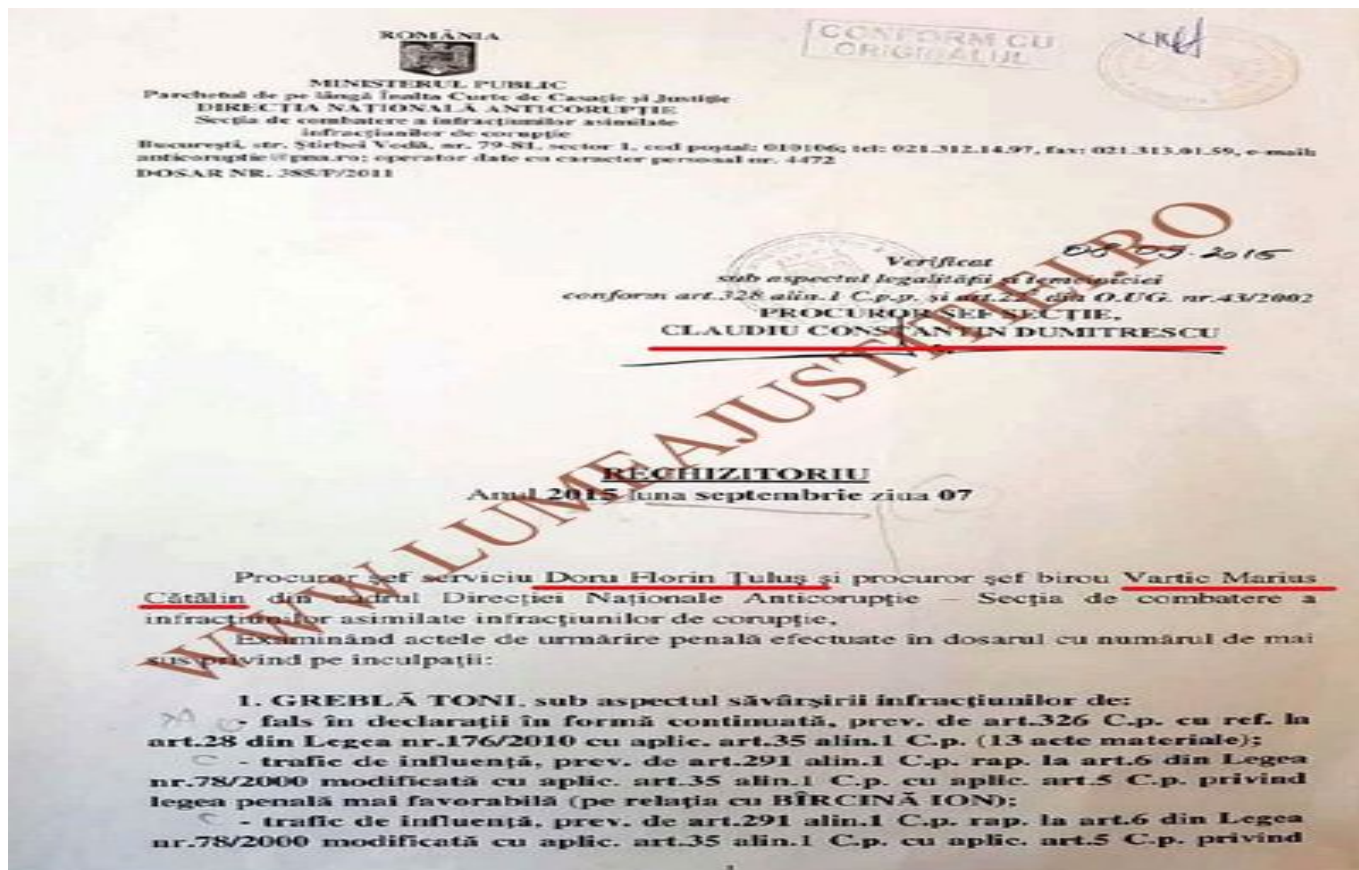 ROMÂNIA
CONFORM CU
ORIGINALUL
MINISTERUL PUBLIC
Parchetul de pe lângă Înalta Curte de Casaţie şi Justiţie
DIRECŢIA NAŢIONALĂ ANTICORUPŢIE
Secţia de combatere a infracţiunilor asimilate
infracţiunilor de corupţie
Bucureşti, str. Ştirbei Vodă, nr. 79-81, sector 1, cod poştal: 010106; tel: 021.312.14.97, fax: 021.313.01.59, e-mail:
anticoruptie@pna.ro; operator date cu caracter personal nr. 4472
DOSAR NR. 385/P/2011
Verificat 08.09.2015
sub aspectul legalităţii şi temeiniciei
conform art.328 alin.1 C.p.p. şi art.22² din O.UG. nr.43/2002
PROCUROR ŞEF SECŢIE,
CLAUDIU CONSTANTIN DUMITRESCU
RECHIZITORIU
Anul 2015 luna septembrie ziua 07
Procuror şef serviciu Doru Florin Ţuluş şi procuror şef birou Vartic Marius
Cătălin din cadrul Direcţiei Naţionale Anticorupţie – Secţia de combatere a
infracţiunilor asimilate infracţiunilor de corupţie,
Examinând actele de urmărire penală efectuate în dosarul cu numărul de mai
sus privind pe inculpaţii:
1. GREBLĂ TONI, sub aspectul săvârşirii infracţiunilor de:
- fals în declaraţii în formă continuată, prev. de art.326 C.p. cu ref. la
art.28 din Legea nr.176/2010 cu aplic. art.35 alin.1 C.p. (13 acte materiale);
- trafic de influenţă, prev. de art.291 alin.1 C.p. rap. la art.6 din Legea
nr.78/2000 modificată cu aplic. art.35 alin.1 C.p. cu aplic. art.5 C.p. privind
legea penală mai favorabilă (pe relaţia cu BÎRCINĂ ION);
- trafic de influenţă, prev. de art.291 alin.1 C.p. rap. la art.6 din Legea
nr.78/2000 modificată cu aplic. art.35 alin.1 C.p. cu aplic. art.5 C.p. privind
WWW LUMEAJUSTITIEI.RO